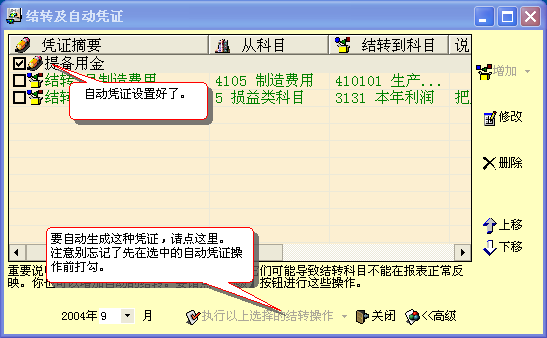 结转及自动凭证
凭证摘要 从科目 结转到科目 说
提备用金
结转 制造费用 4105 制造费用 410101 生产...
结转 5 损益类科目 3131 本年利润 把
自动凭证设置好了。
增加
修改
删除
上移
下移
要自动生成这种凭证，请点这里。
注意别忘记了先在选中的自动凭证操
作前打勾。
重要说 们可能导致结转科目不能在报表正常反
映。你 按钮进行这些操作。
2004年 9 月 执行以上选择的结转操作 关闭 <<高级